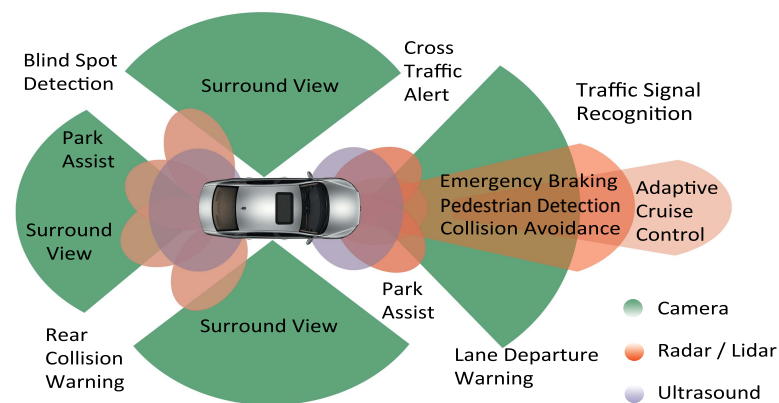 Blind Spot
Detection
Surround View
Cross
Traffic
Alert
Traffic Signal
Recognition
Park
Assist
Surround
View
Emergency Braking
Pedestrian Detection
Collision Avoidance
Adaptive
Cruise
Control
Rear
Collision
Warning
Surround View
Park
Assist
Lane Departure
Warning
Camera
Radar / Lidar
Ultrasound